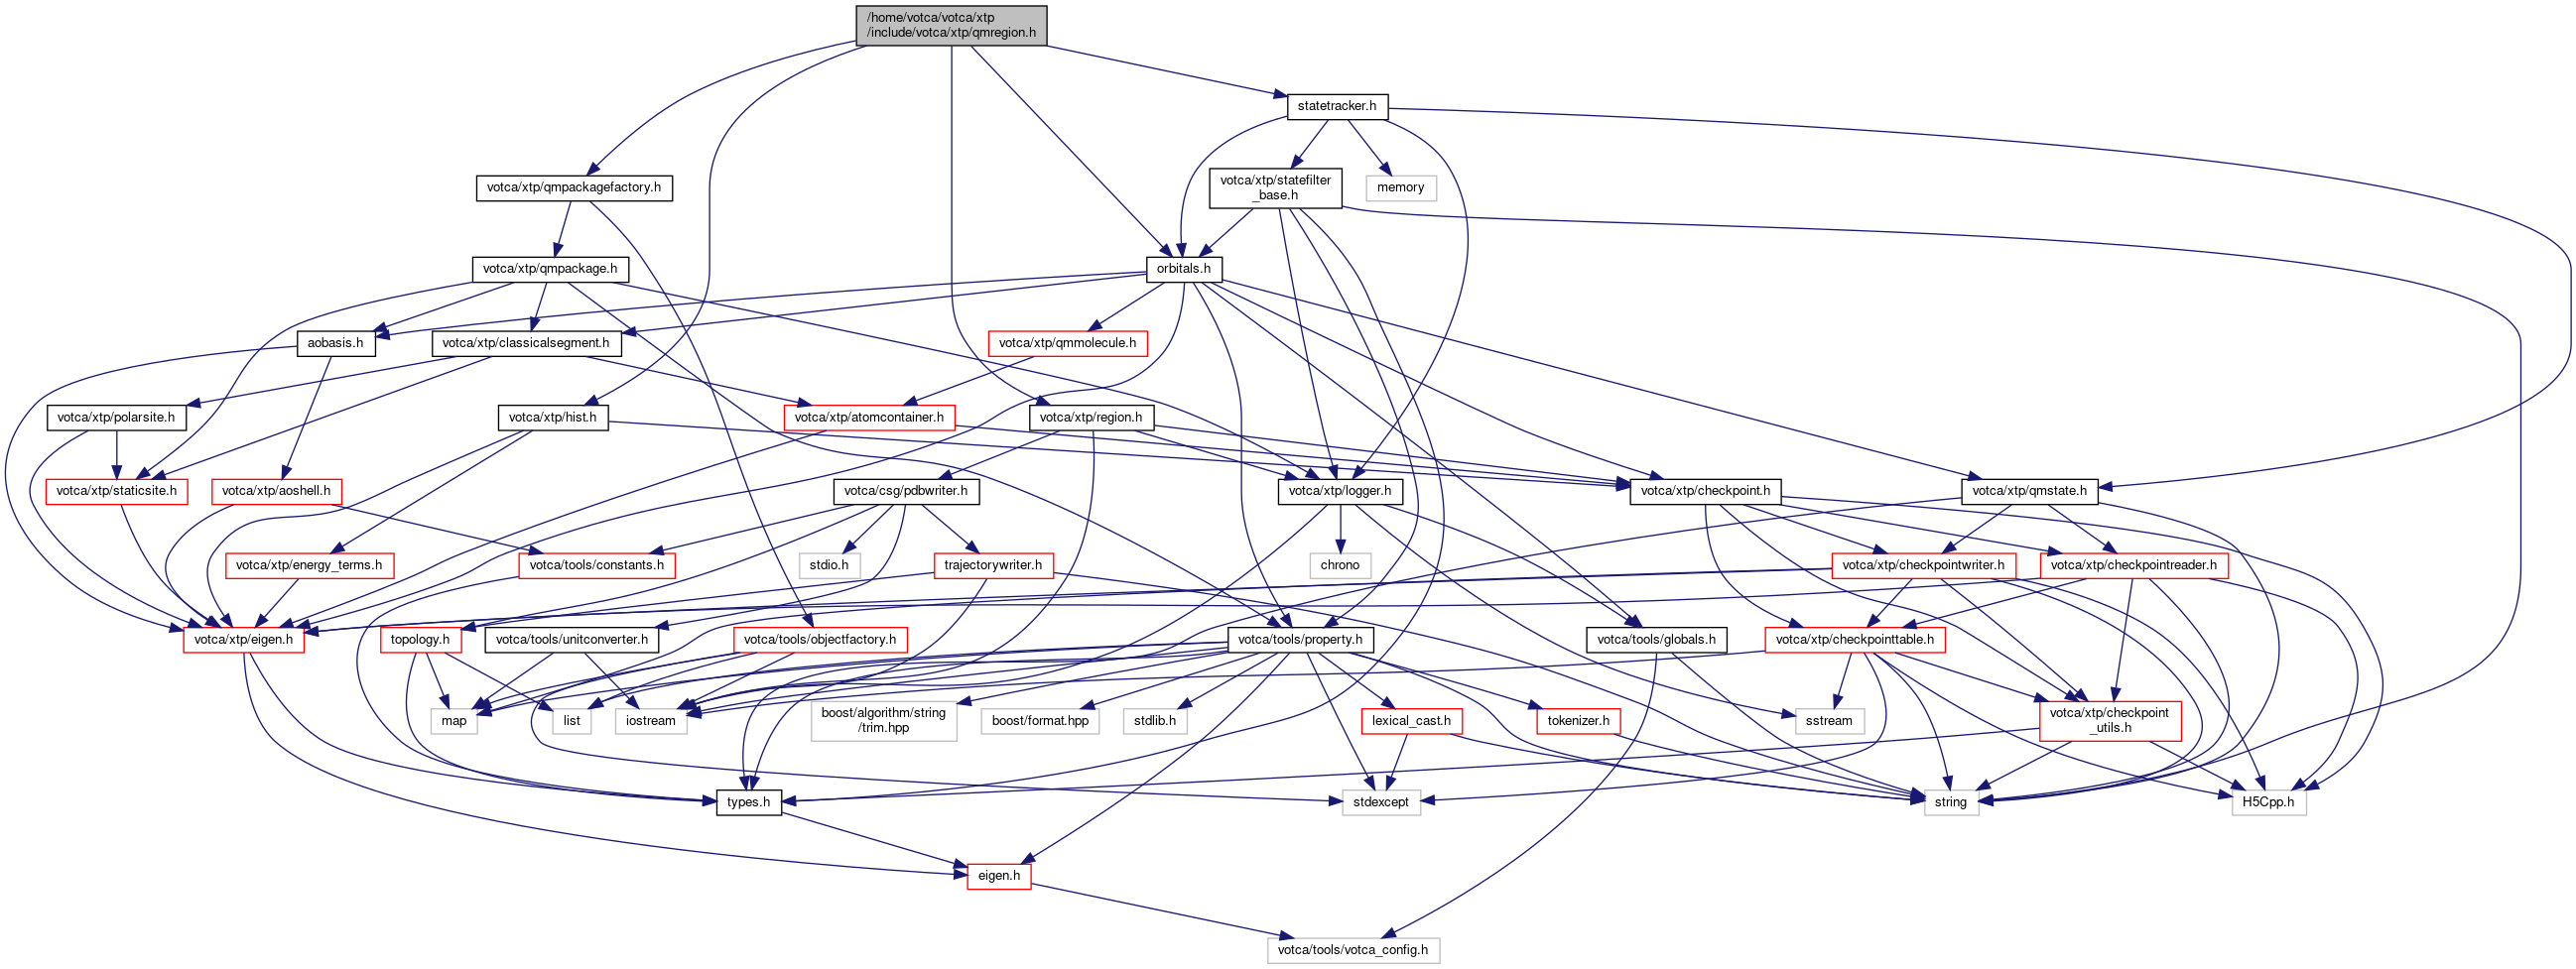 /home/votca/votca/xtp
/include/votca/xtp/qmregion.h
statetracker.h
votca/xtp/qmpackagefactory.h
votca/xtp/statefilter
_base.h
memory
votca/xtp/qmpackage.h
orbitals.h
aobasis.h
votca/xtp/classicalsegment.h
votca/xtp/qmmolecule.h
votca/xtp/polarsite.h
votca/xtp/hist.h
votca/xtp/atomcontainer.h
votca/xtp/region.h
votca/xtp/staticsite.h
votca/xtp/aoshell.h
votca/csg/pdbwriter.h
votca/xtp/logger.h
votca/xtp/checkpoint.h
votca/xtp/qmstate.h
votca/xtp/energy_terms.h
votca/tools/constants.h
stdio.h
trajectorywriter.h
chrono
votca/xtp/checkpointwriter.h
votca/xtp/checkpointreader.h
votca/xtp/eigen.h
topology.h
votca/tools/unitconverter.h
votca/tools/objectfactory.h
votca/tools/property.h
votca/tools/globals.h
votca/xtp/checkpointtable.h
map
list
iostream
boost/algorithm/string
/trim.hpp
boost/format.hpp
stdlib.h
lexical_cast.h
tokenizer.h
sstream
votca/xtp/checkpoint
_utils.h
types.h
stdexcept
string
H5Cpp.h
eigen.h
votca/tools/votca_config.h